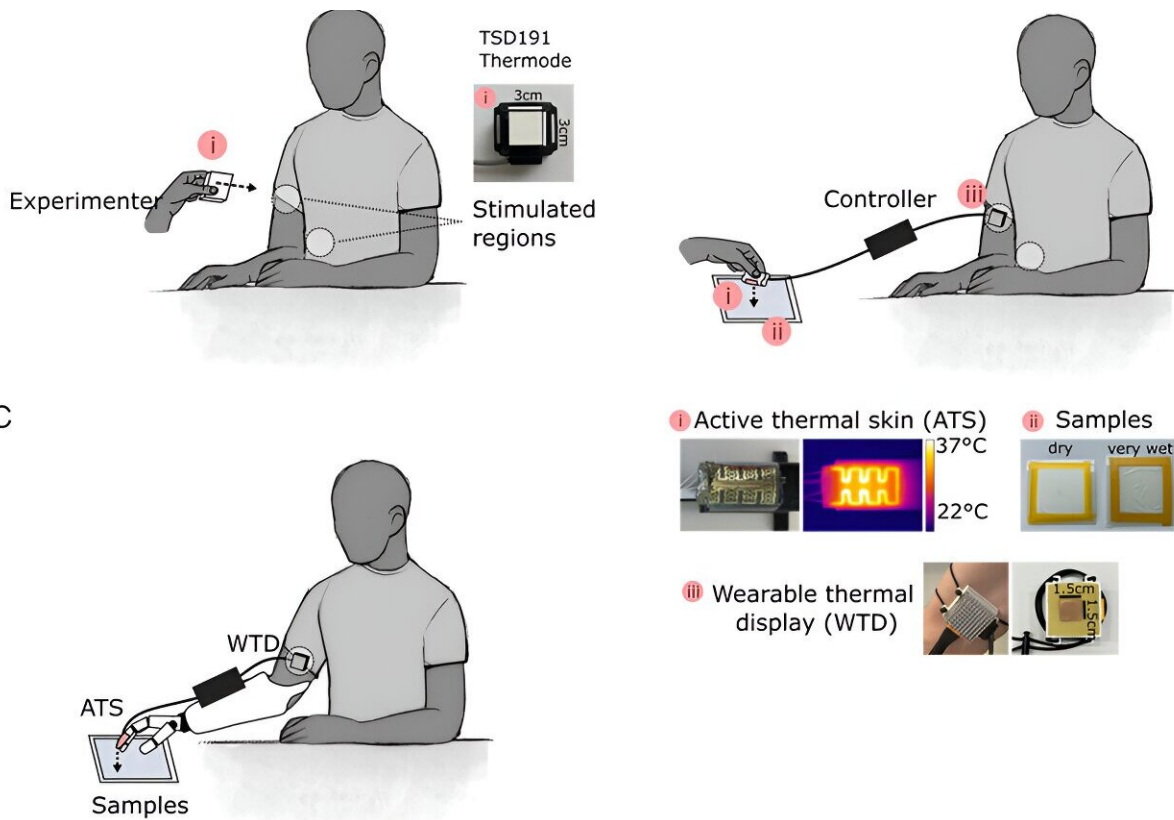 TSD191
Thermode
i
3cm
3cm
i
Experimenter
Stimulated
regions
Controller
iii
i
ii
C
WTD
ATS
Samples
i Active thermal skin (ATS)
37°C
22°C
ii Samples
dry
very wet
iii Wearable thermal
display (WTD)
1.5cm
1.5cm